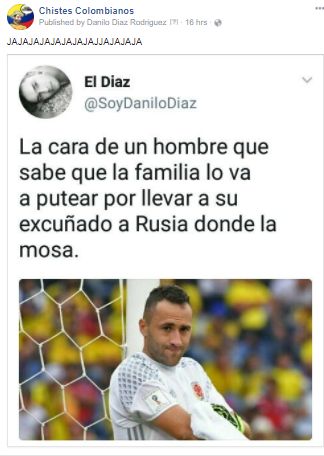 Chistes Colombianos
Published by Danilo Diaz Rodriguez [?] · 16 hrs ·
JAJAJAJAJAJAJAJAJJAJAJAJA
El Diaz
@SoyDaniloDiaz
La cara de un hombre que
sabe que la familia lo va
a putear por llevar a su
excuñado a Rusia donde la
mosa.